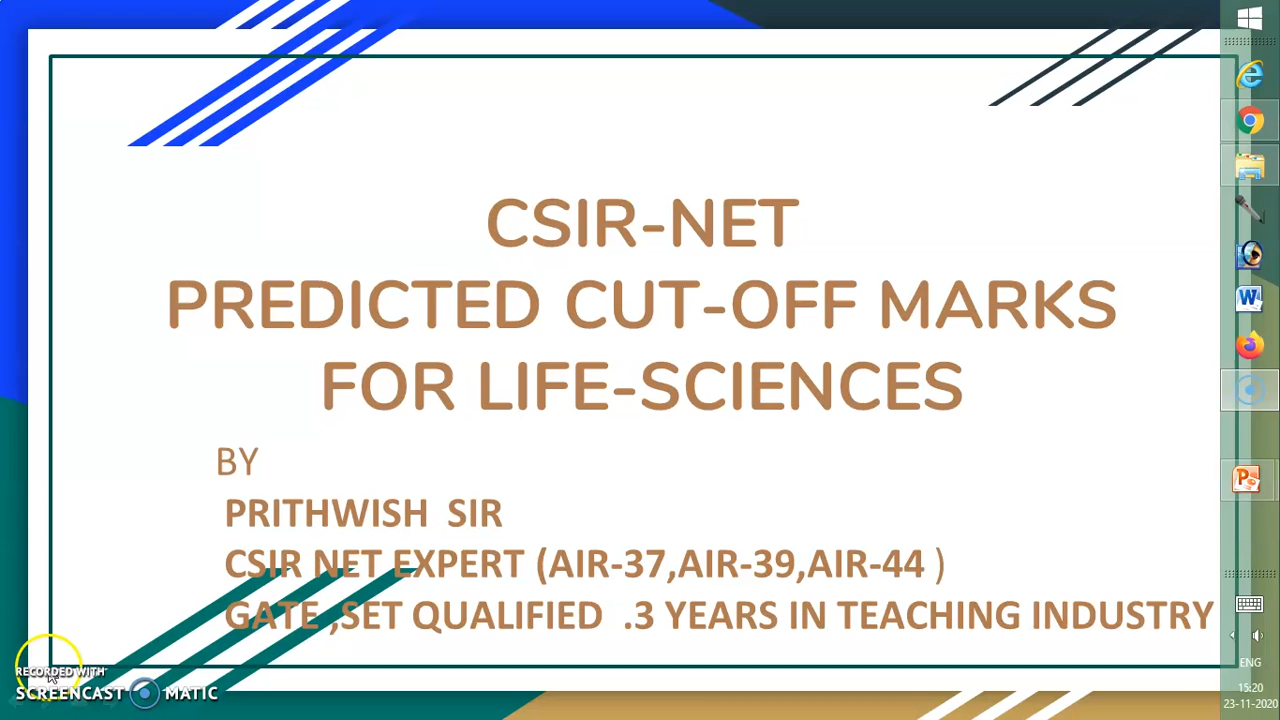 CSIR-NET
PREDICTED CUT-OFF MARKS
FOR LIFE-SCIENCES
BY
PRITHWISH SIR
CSIR NET EXPERT (AIR-37,AIR-39,AIR-44 )
GATE ,SET QUALIFIED .3 YEARS IN TEACHING INDUSTRY
RECORDED WITH
SCREENCAST MATIC
ENG
15:20
23-11-2020